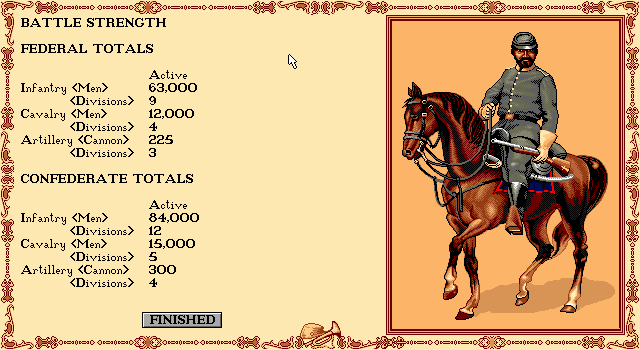 BATTLE STRENGTH
FEDERAL TOTALS
Active
Infantry <Men> 63,000
<Divisions> 9
Cavalry <Men> 12,000
<Divisions> 4
Artillery <Cannon> 225
<Divisions> 3
CONFEDERATE TOTALS
Active
Infantry <Men> 84,000
<Divisions> 12
Cavalry <Men> 15,000
<Divisions> 5
Artillery <Cannon> 300
<Divisions> 4
FINISHED